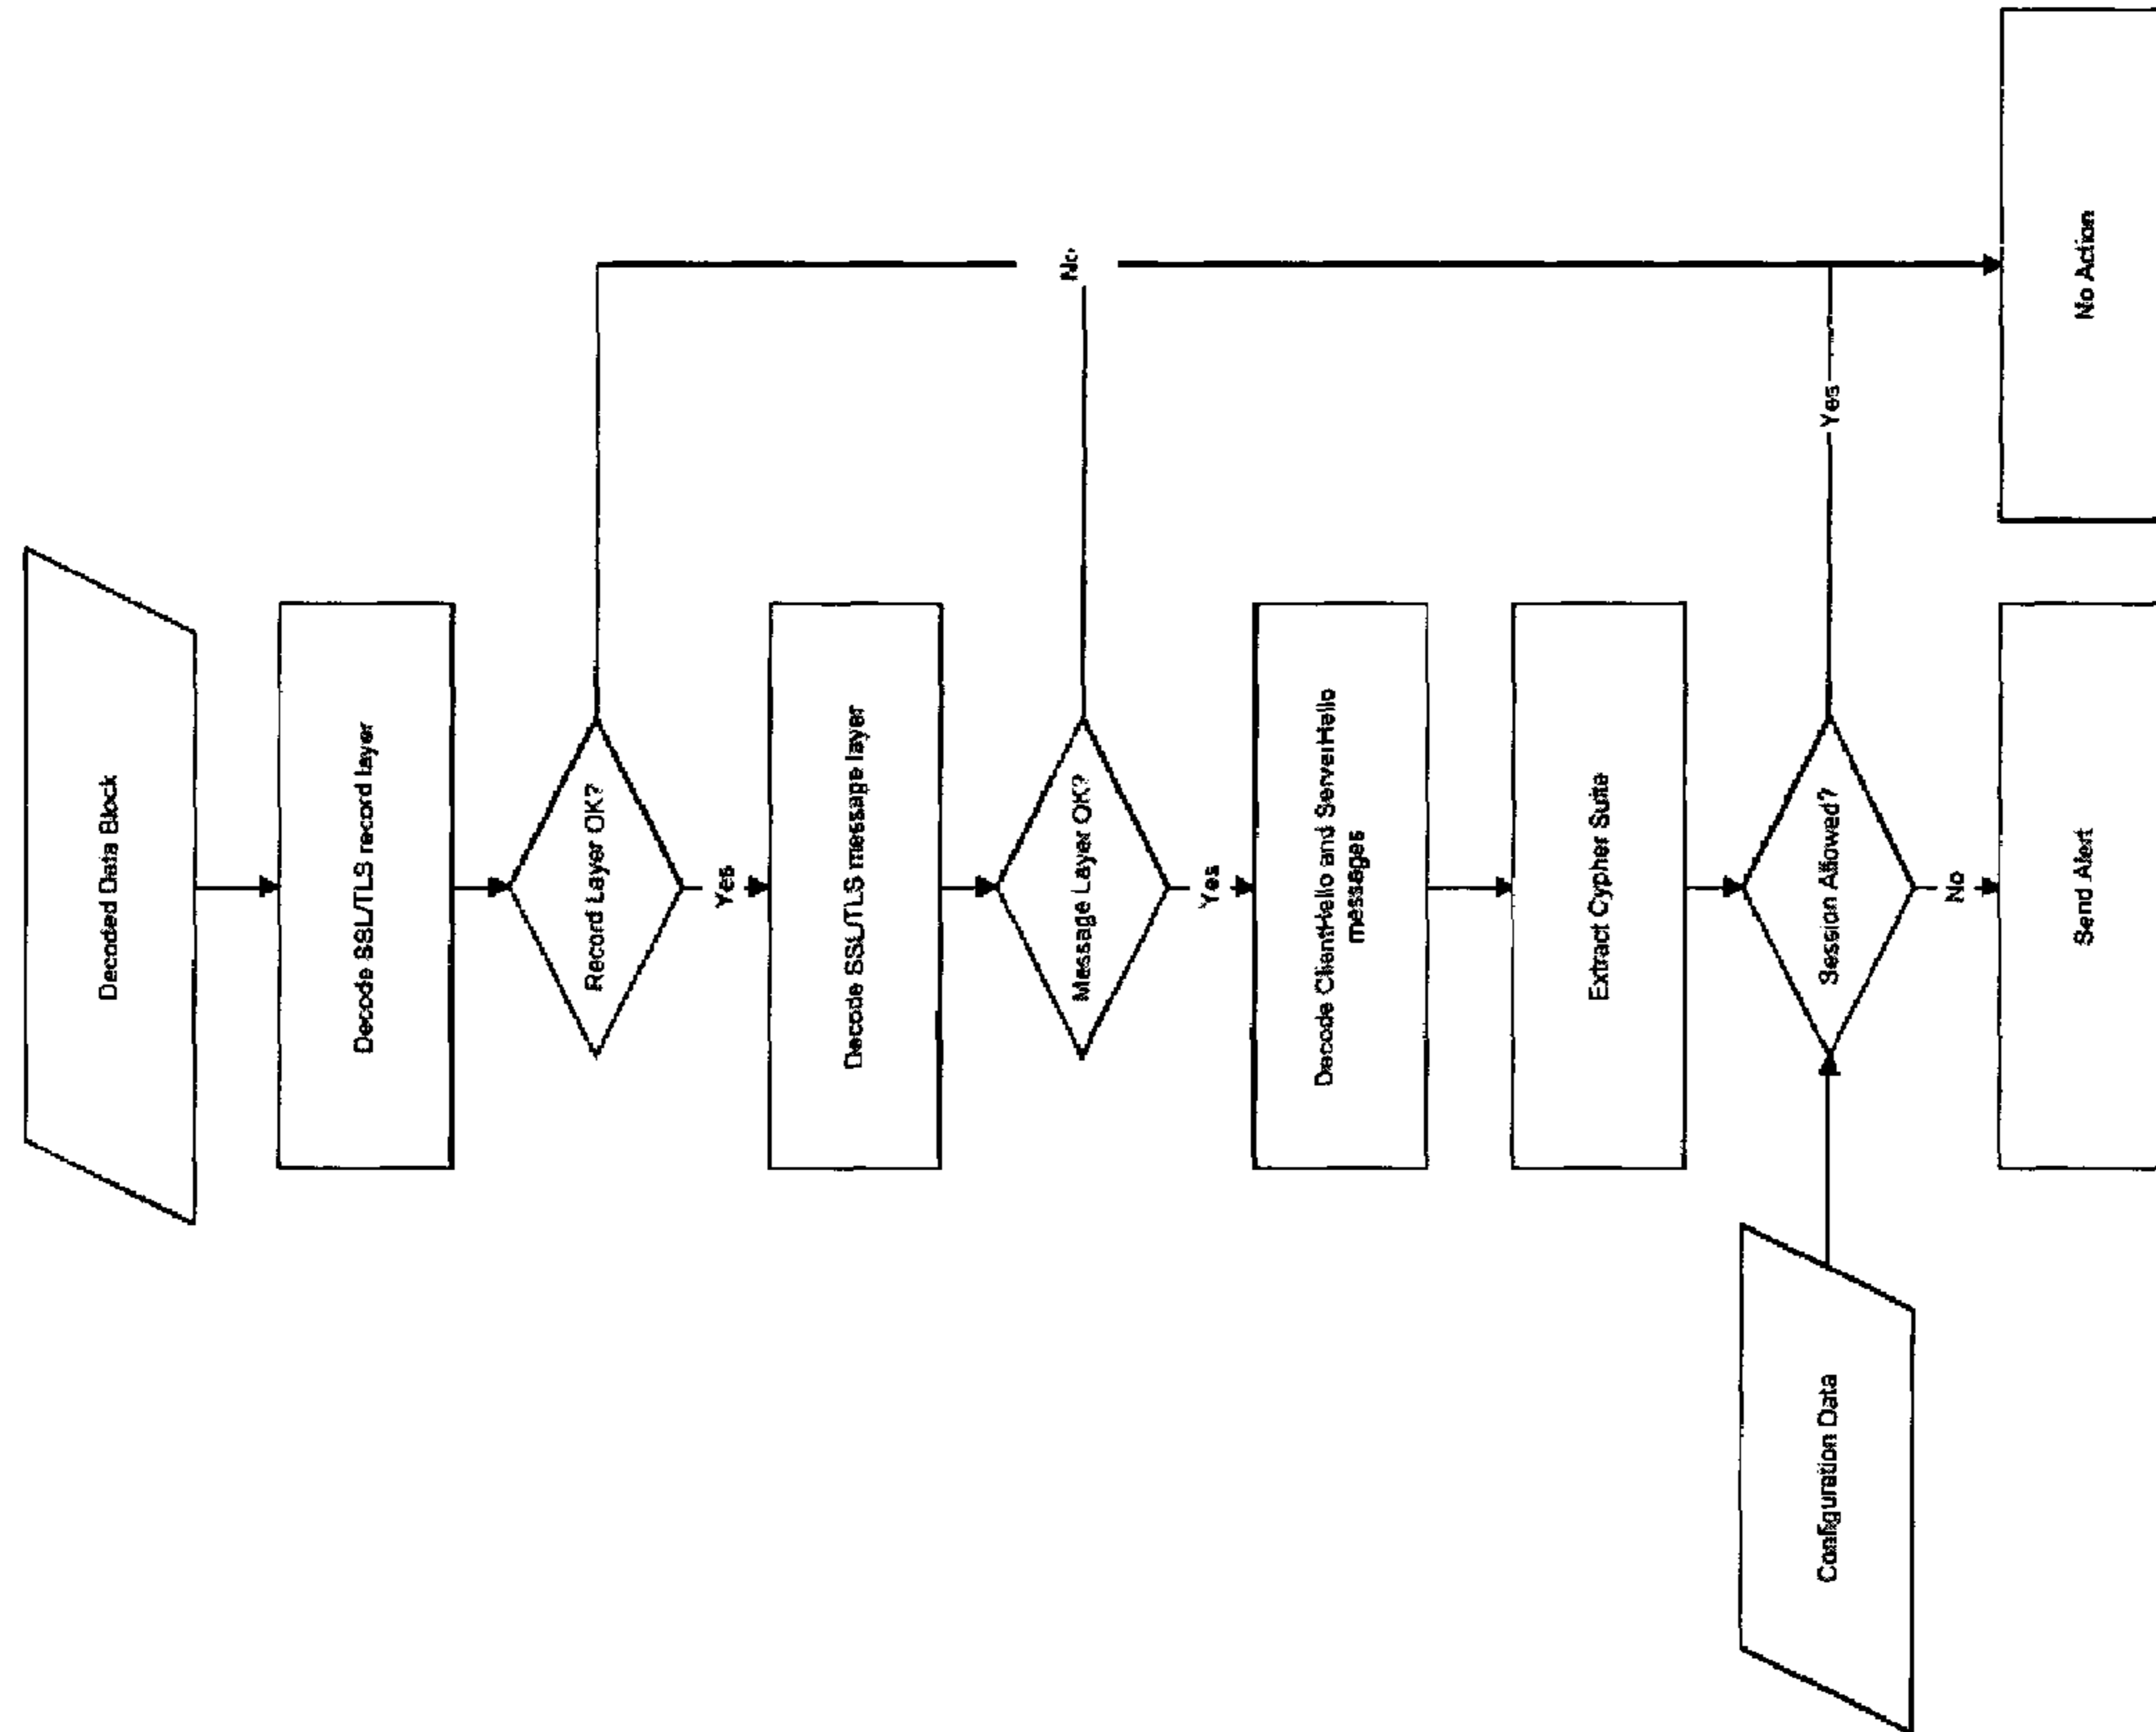 Decoded Data Block
Decode SSL/TLS record layer
Record Layer OK?
Yes
Decode SSL/TLS message layer
No
Message Layer OK?
Yes
Decode ClientHello and ServerHello
messages
Extract Cypher Suite
Configuration Data
Session Allowed?
Yes
No
Send Alert
No Action